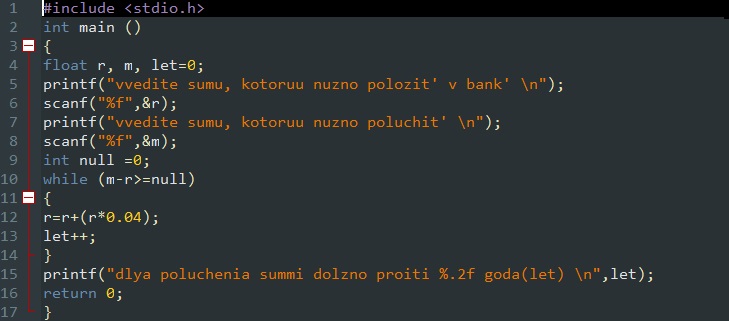 1 #include <stdio.h>
2 int main ()
3 {
4 float r, m, let=0;
5 printf("vvedite sumu, kotoruu nuzno polozit' v bank' \n");
6 scanf("%f",&r);
7 printf("vvedite sumu, kotoruu nuzno poluchit' \n");
8 scanf("%f",&m);
9 int null =0;
10 while (m-r>=null)
11 {
12 r=r+(r*0.04);
13 let++;
14 }
15 printf("dlya poluchenia summi dolzno proiti %.2f goda(let) \n",let);
16 return 0;
17 }